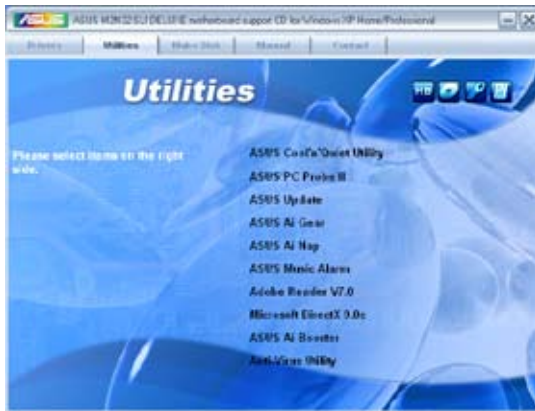 ASUS ASUS M2N32 SLI DELUXE motherboard support CD for Windows XP Home/Professional
Drivers Utilities Make Disk Manual Contact
Utilities
Please select items on the right
side.
ASUS Cool'n'Quiet Utility
ASUS PC Probe II
ASUS Update
ASUS Ai Gear
ASUS Ai Nap
ASUS Music Alarm
Adobe Reader V7.0
Microsoft DirectX 9.0c
ASUS Ai Booster
Anti-Virus Utility